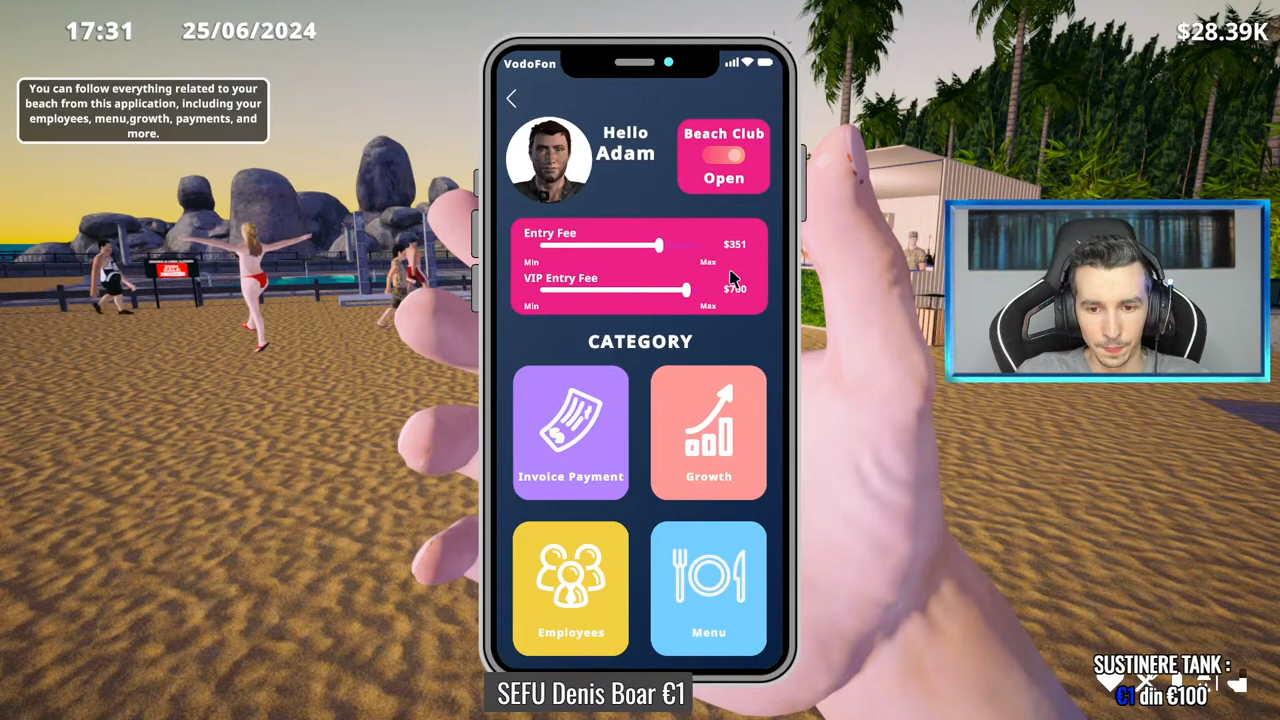 17:31
25/06/2024
$28.39K
You can follow everything related to your
beach from this application, including your
employees, menu,growth, payments, and
more.
VodoFon
Hello
Adam
Beach Club
Open
Entry Fee
$351
Min
Max
VIP Entry Fee
$700
Min
Max
CATEGORY
Invoice Payment
Growth
Employees
Menu
SEFU Denis Boar €1
SUSTINERE TANK :
€1 din €100